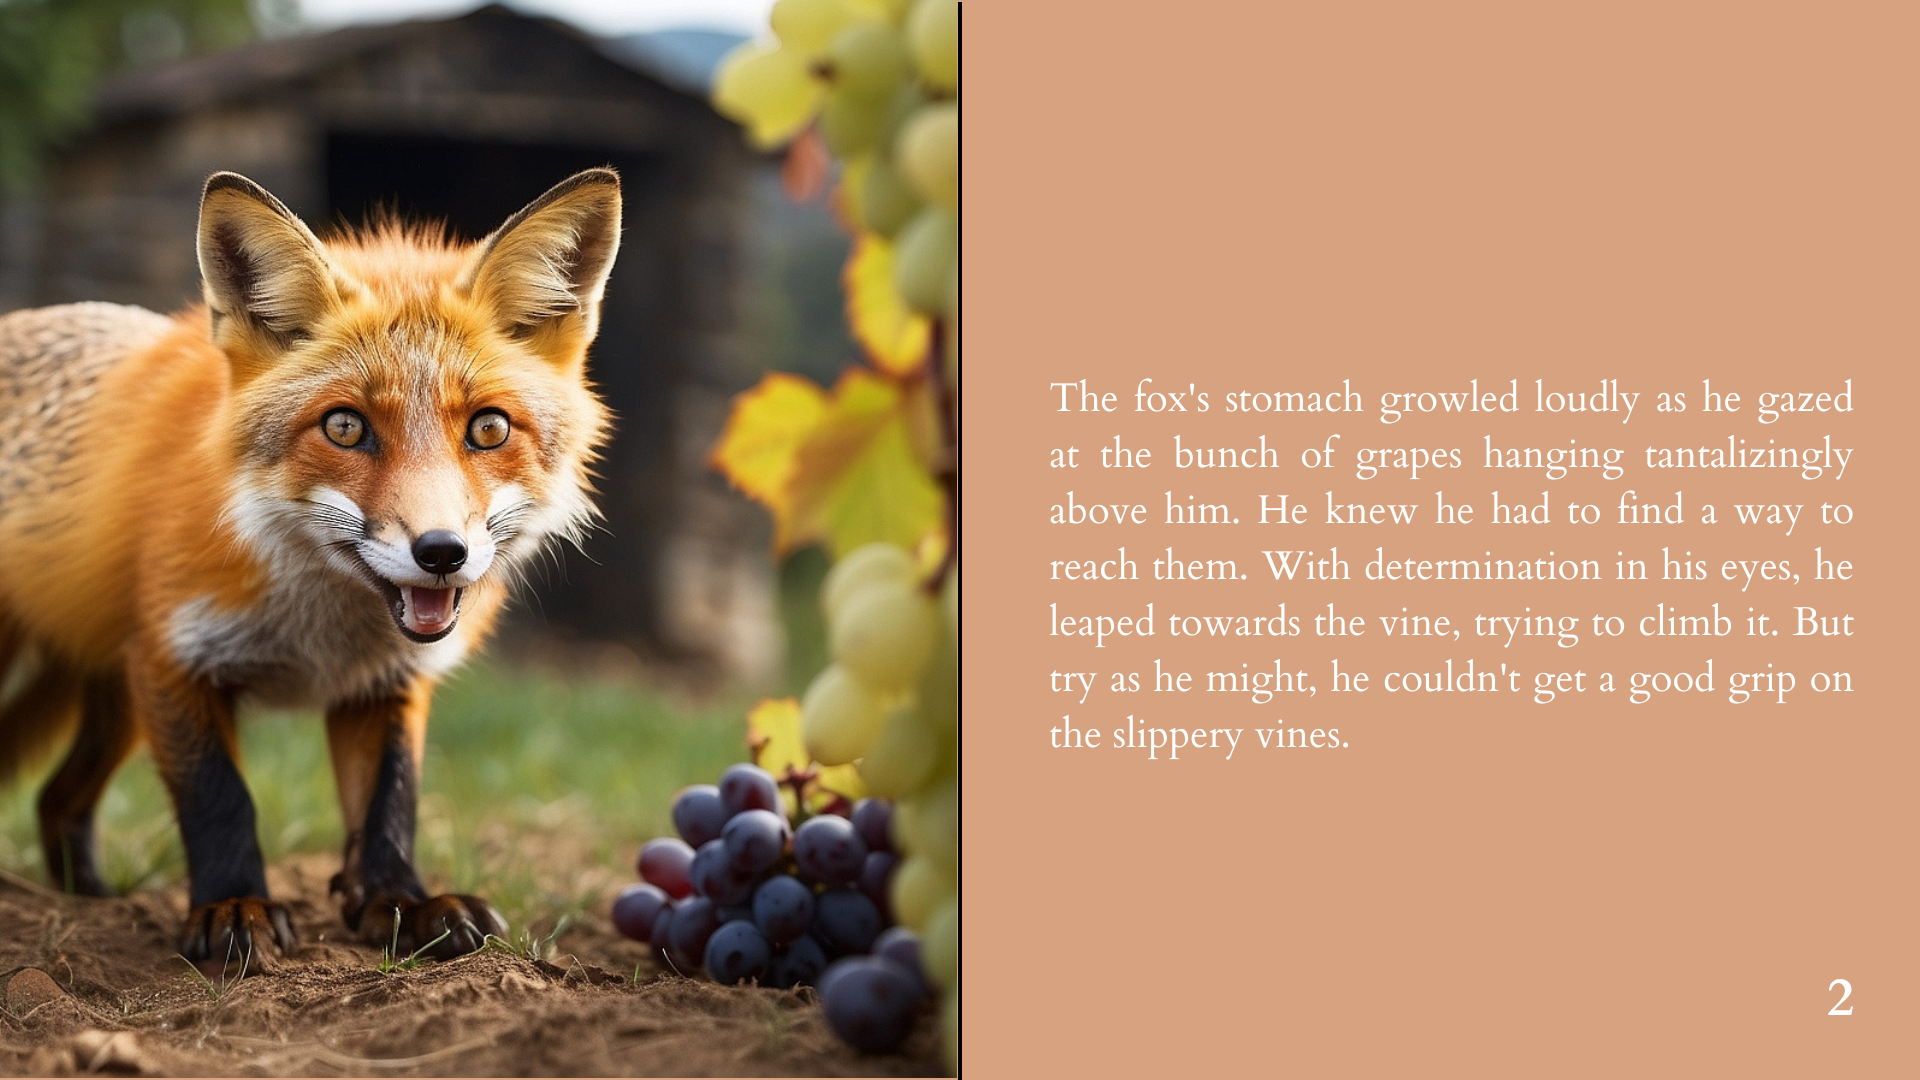 The fox's stomach growled loudly as he gazed
at the bunch of grapes hanging tantalizingly
above him. He knew he had to find a way to
reach them. With determination in his eyes, he
leaped towards the vine, trying to climb it. But
try as he might, he couldn't get a good grip on
the slippery vines.
2